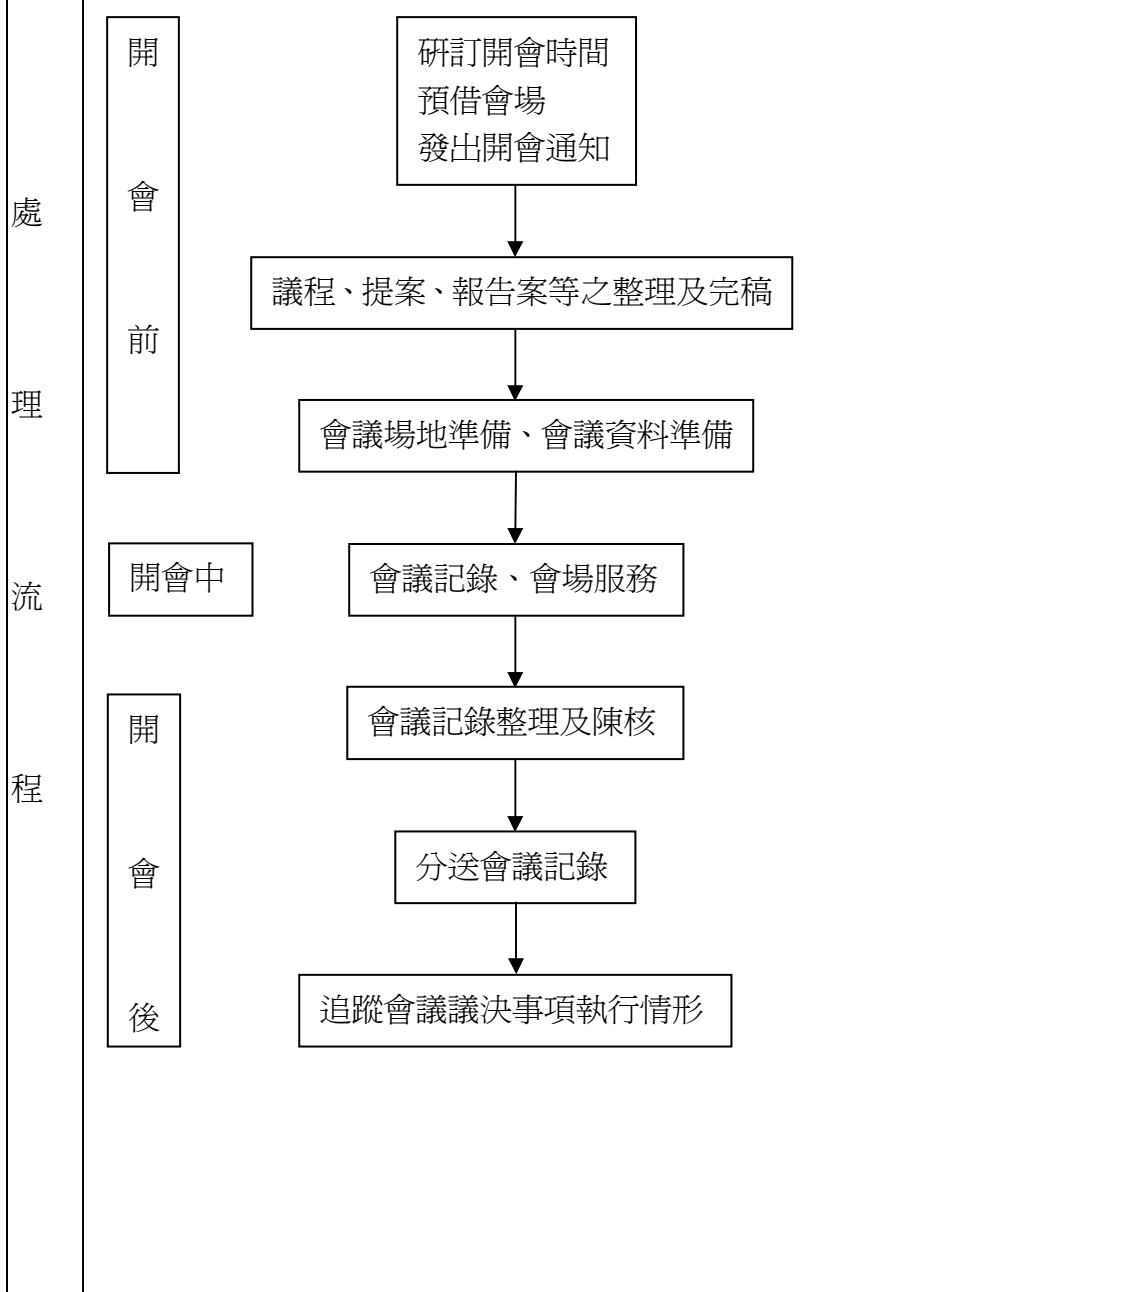 處理流程
開會前
研訂開會時間
預借會場
發出開會通知
議程、提案、報告案等之整理及完稿
會議場地準備、會議資料準備
開會中
會議記錄、會場服務
開會後
會議記錄整理及陳核
分送會議記錄
追蹤會議議決事項執行情形